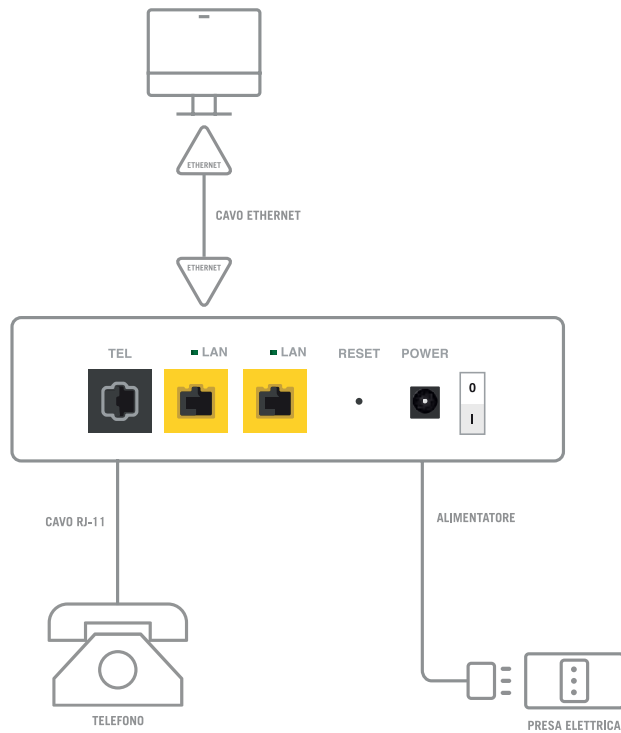 ETHERNET
CAVO ETHERNET
ETHERNET
TEL
LAN
LAN
RESET
POWER
0
I
CAVO RJ-11
ALIMENTATORE
TELEFONO
PRESA ELETTRICA